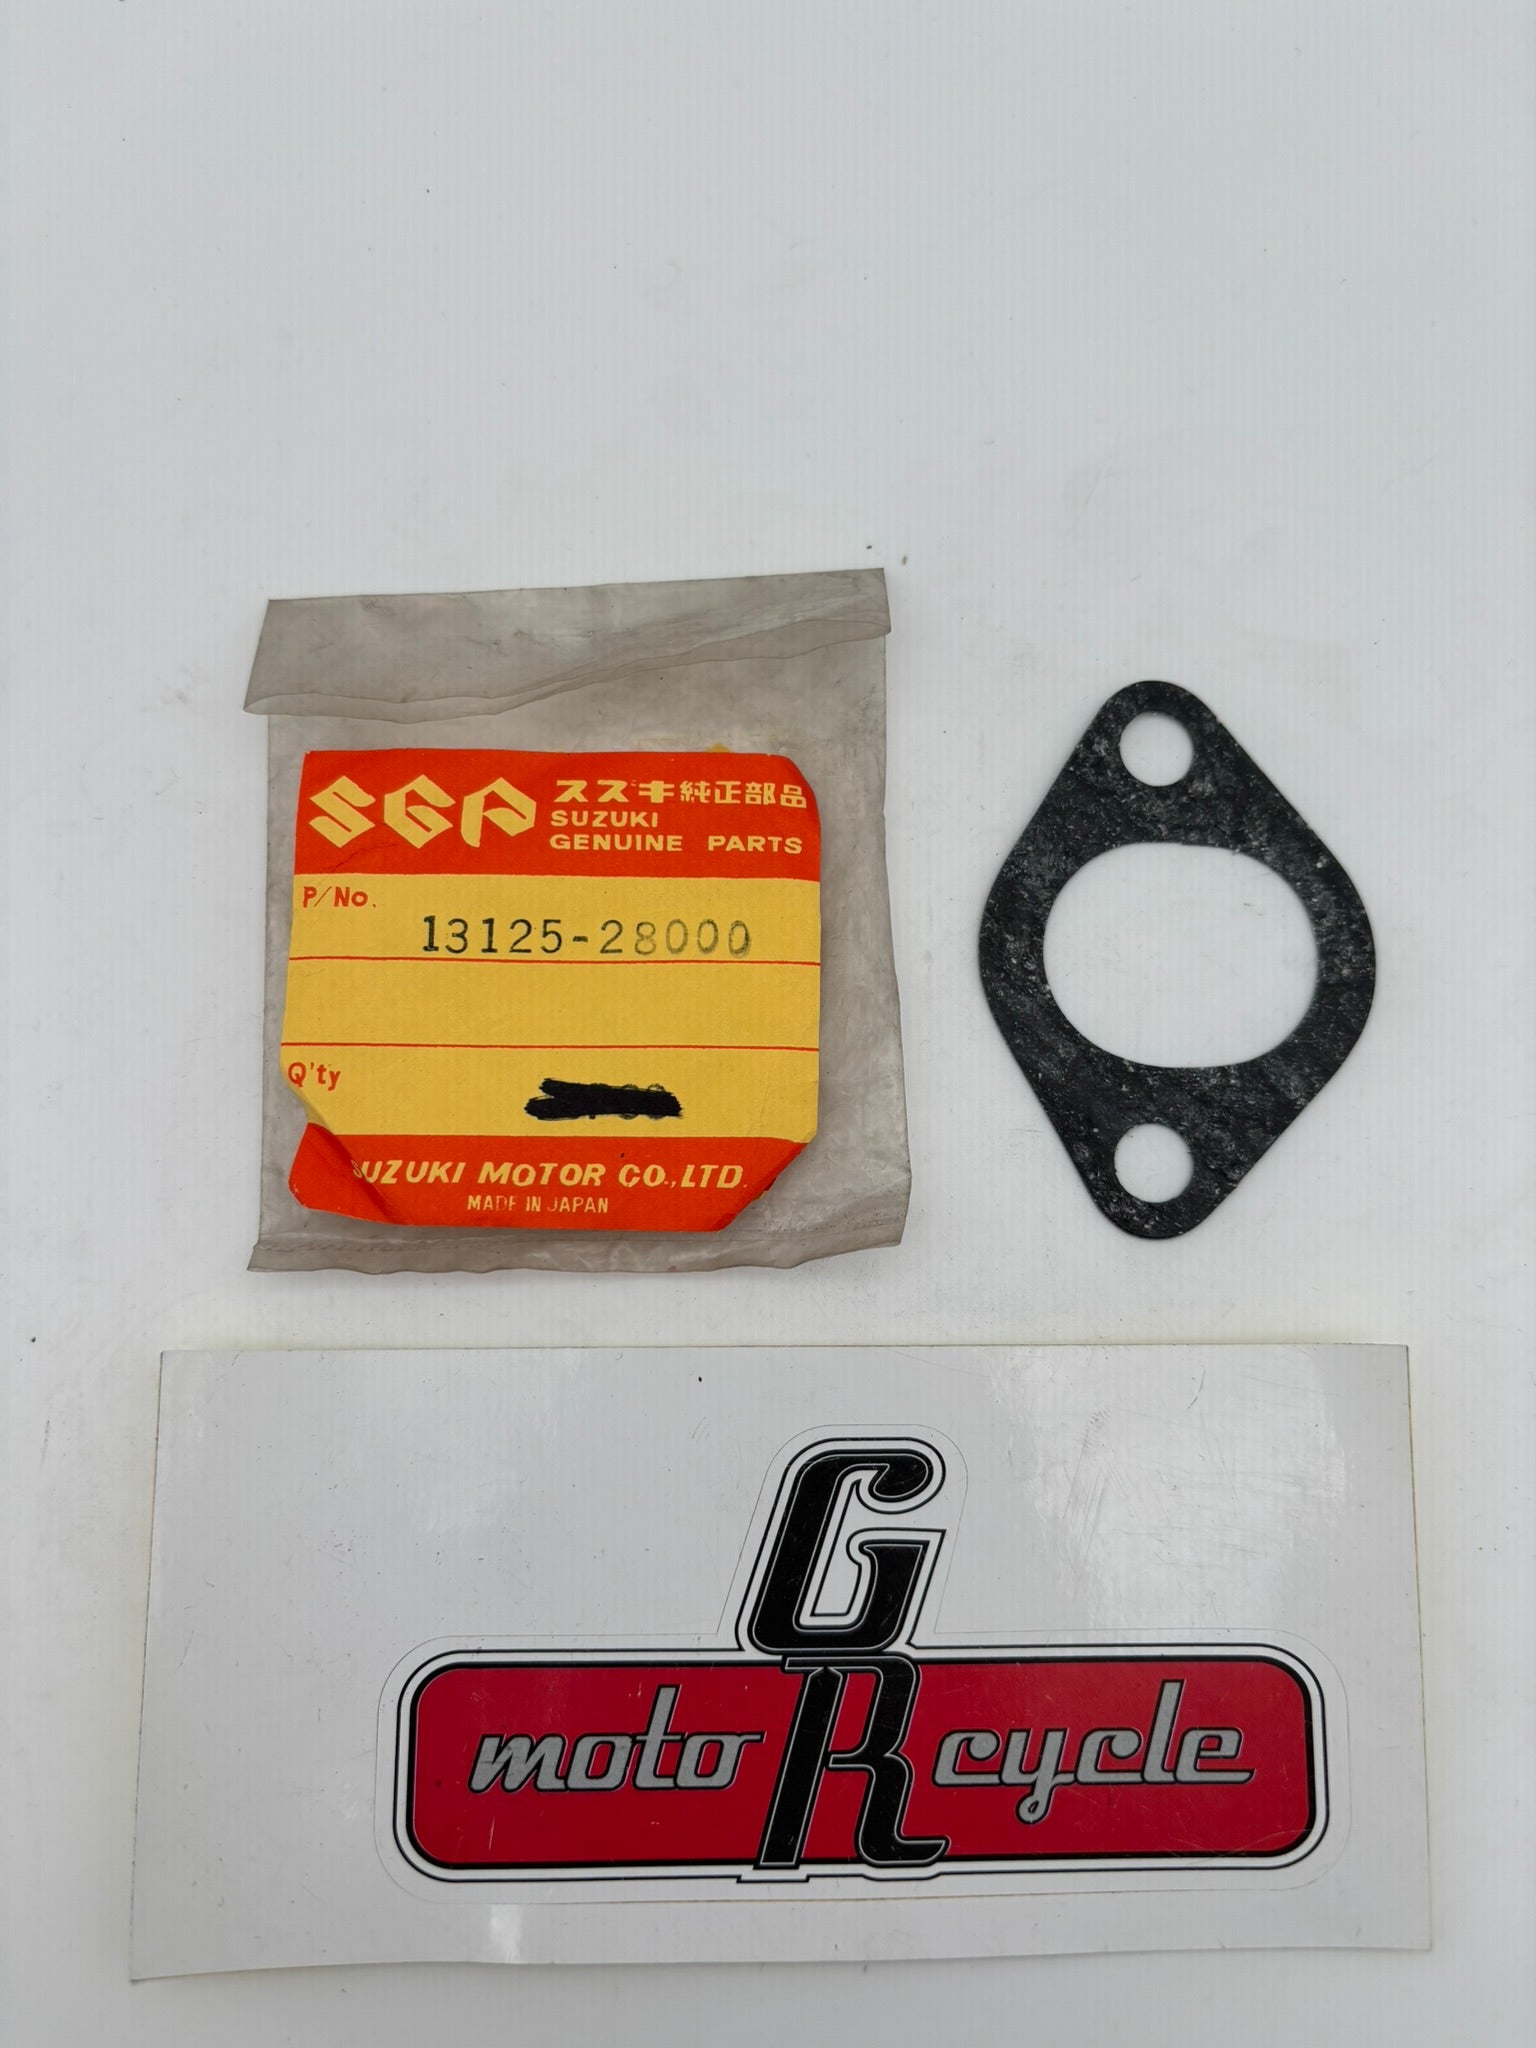 SGP
スズキ純正部品
SUZUKI
GENUINE PARTS
P/No.
13125-28000
Q'ty
SUZUKI MOTOR CO.,LTD.
MADE IN JAPAN
GR
moto cycle